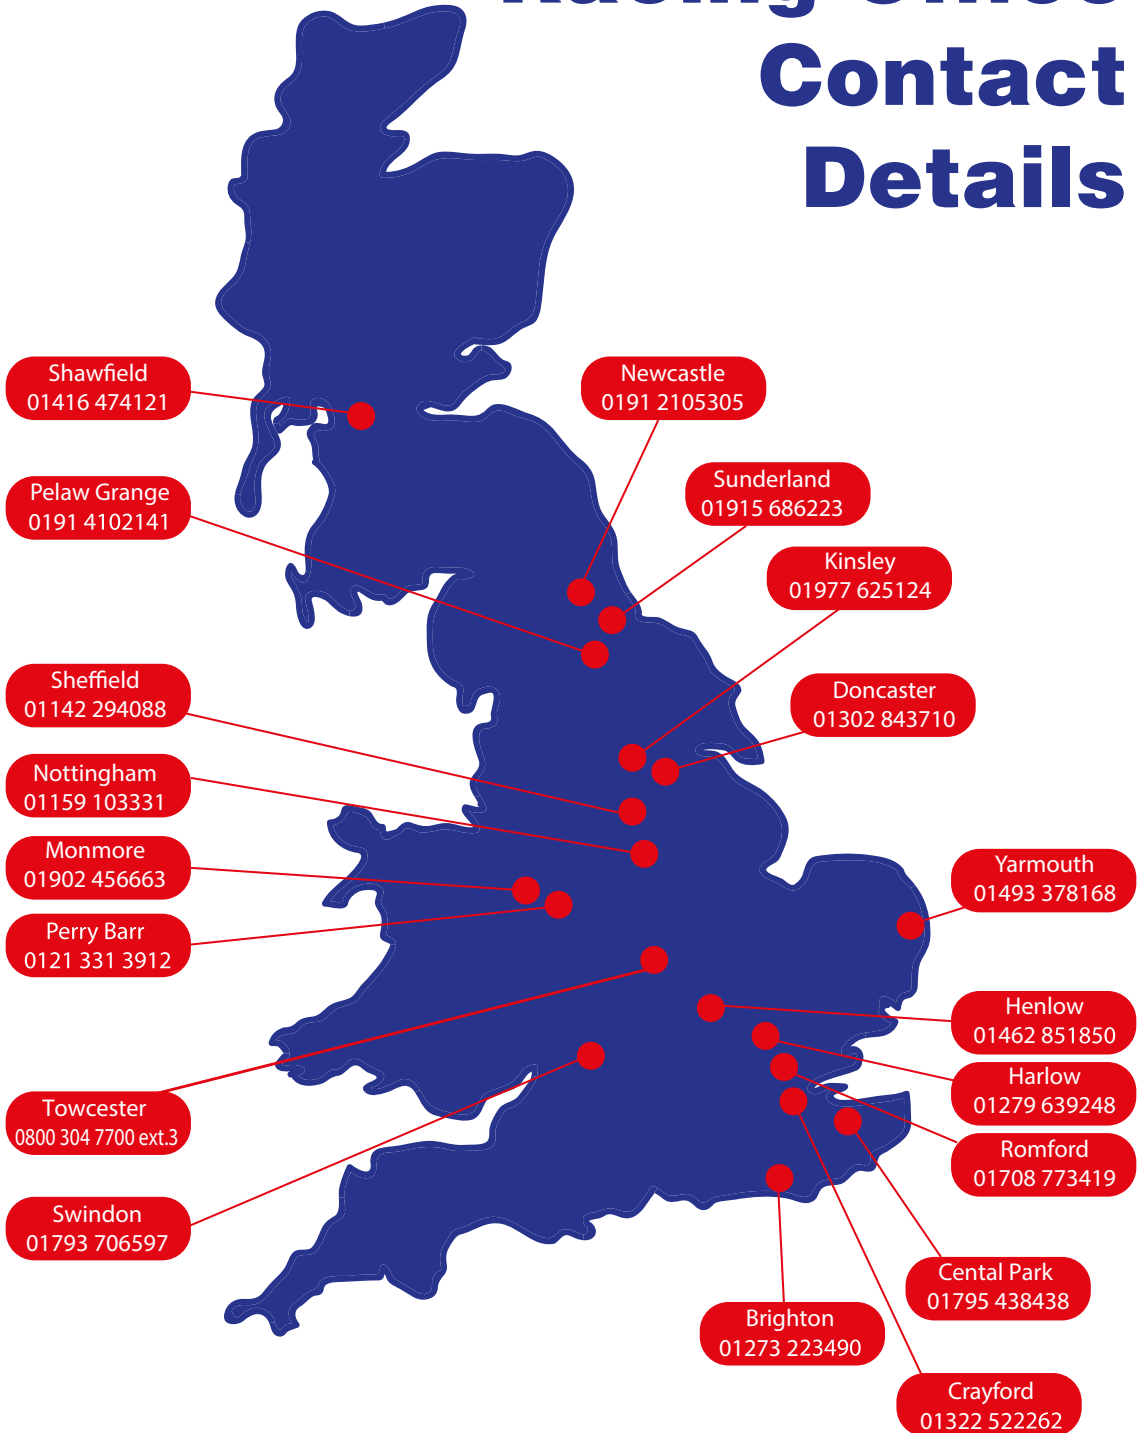 Racing Office
Contact
Details
Shawfield
01416 474121
Newcastle
0191 2105305
Pelaw Grange
0191 4102141
Sunderland
01915 686223
Kinsley
01977 625124
Sheffield
01142 294088
Doncaster
01302 843710
Nottingham
01159 103331
Monmore
01902 456663
Yarmouth
01493 378168
Perry Barr
0121 331 3912
Henlow
01462 851850
Harlow
01279 639248
Towcester
0800 304 7700 ext.3
Romford
01708 773419
Swindon
01793 706597
Cental Park
01795 438438
Brighton
01273 223490
Crayford
01322 522262